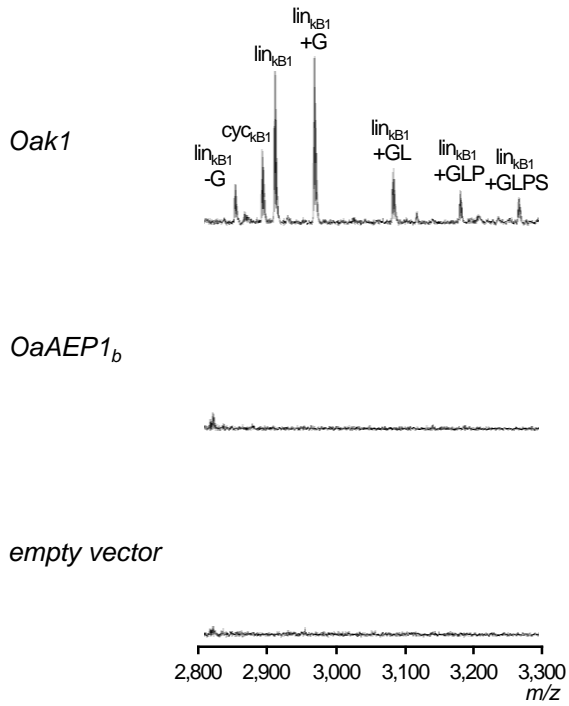 Oak1
lin_kB1
-G
cyc_kB1
lin_kB1
lin_kB1
+G
lin_kB1
+GL
lin_kB1
+GLP
lin_kB1
+GLPS
OaAEP1_b
empty vector
2,800 2,900 3,000 3,100 3,200 3,300
m/z